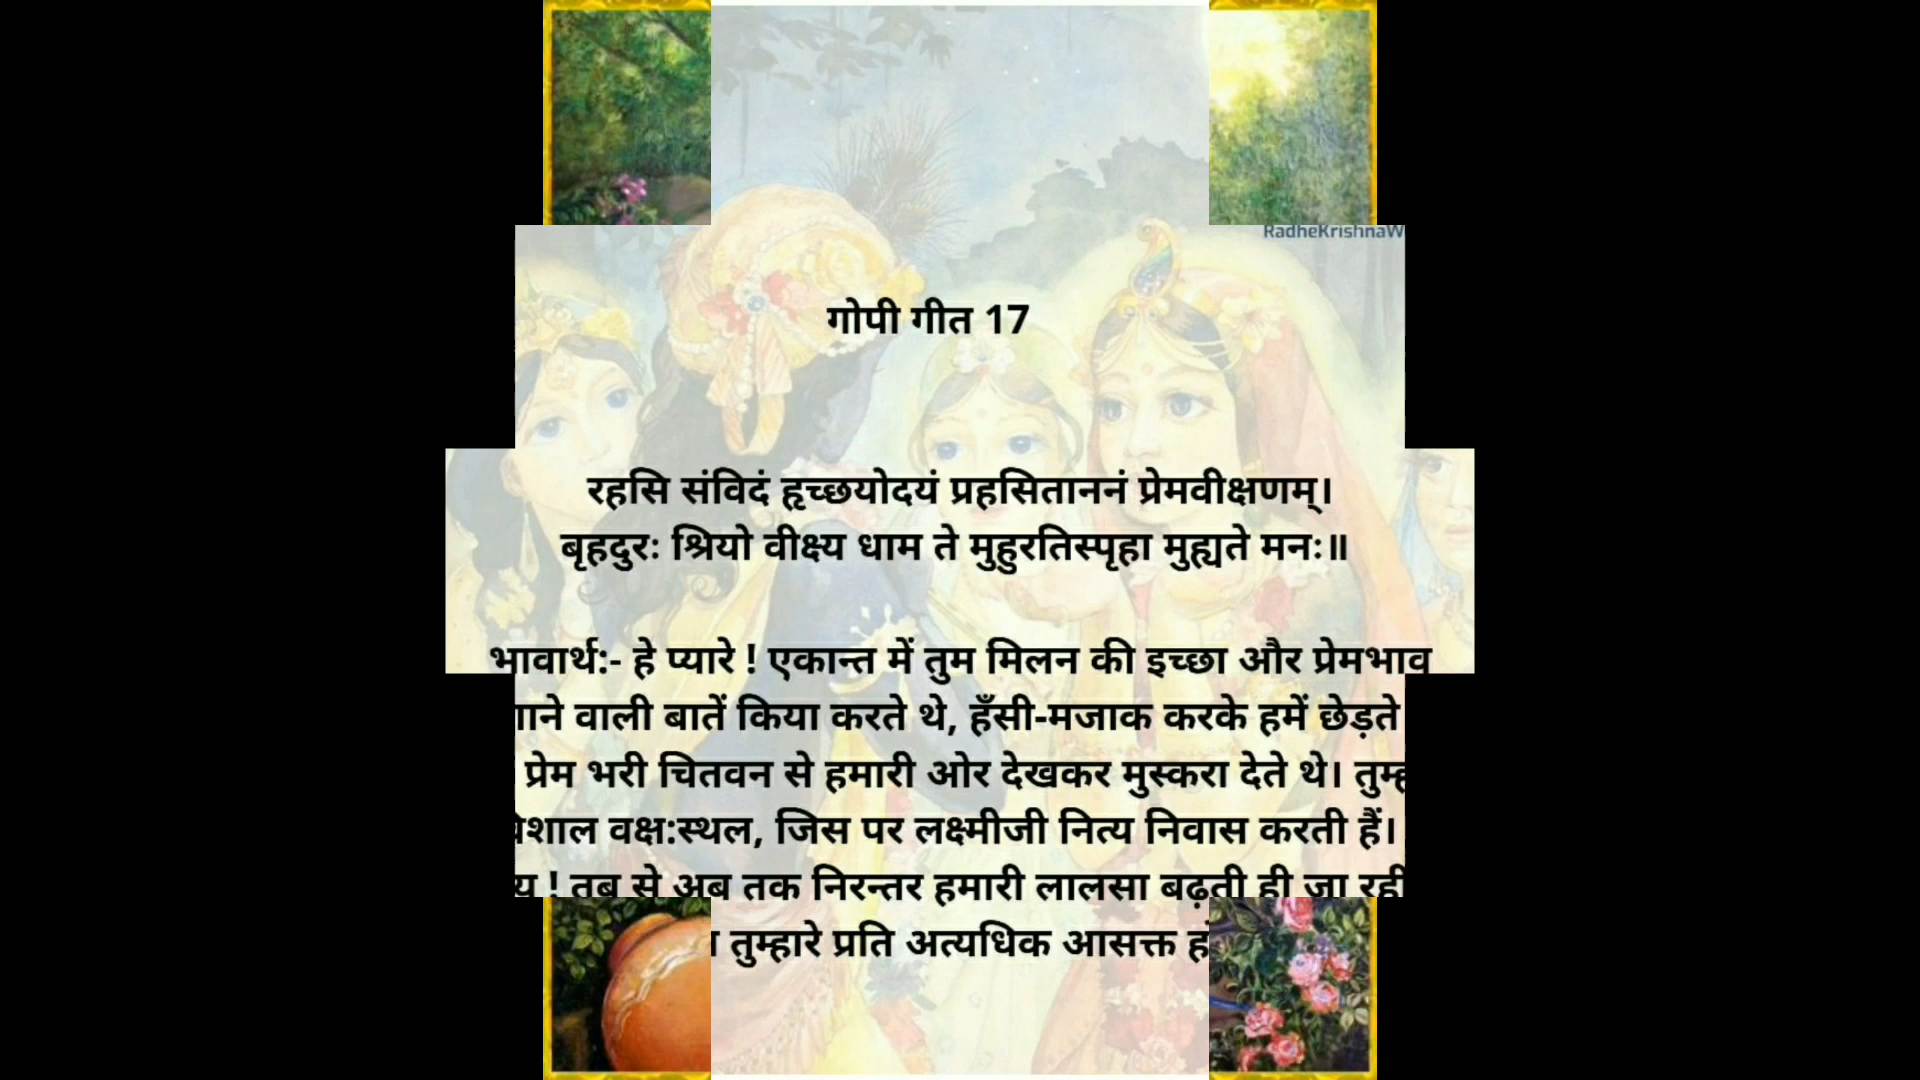 RadheKrishnaW
गोपी गीत 17
रहसि संविदं हृच्छयोदयं प्रहसिताननं प्रेमवीक्षणम्।
बृहदुरः श्रियो वीक्ष्य धाम ते मुहुरतिस्पृहा मुह्यते मनः॥
भावार्थ:- हे प्यारे ! एकान्त में तुम मिलन की इच्छा और प्रेमभाव
वाली बातें किया करते थे, हँसी-मजाक करके हमें छेड़ते
प्रेम भरी चितवन से हमारी ओर देखकर मुस्करा देते थे।
वक्ष:स्थल, जिस पर लक्ष्मीजी नित्य निवास करती हैं।
! तब से अब तक निरन्तर हमारी लालसा बढ़ती ही जा रही
तुम्हारे प्रति अत्यधिक आसक्त